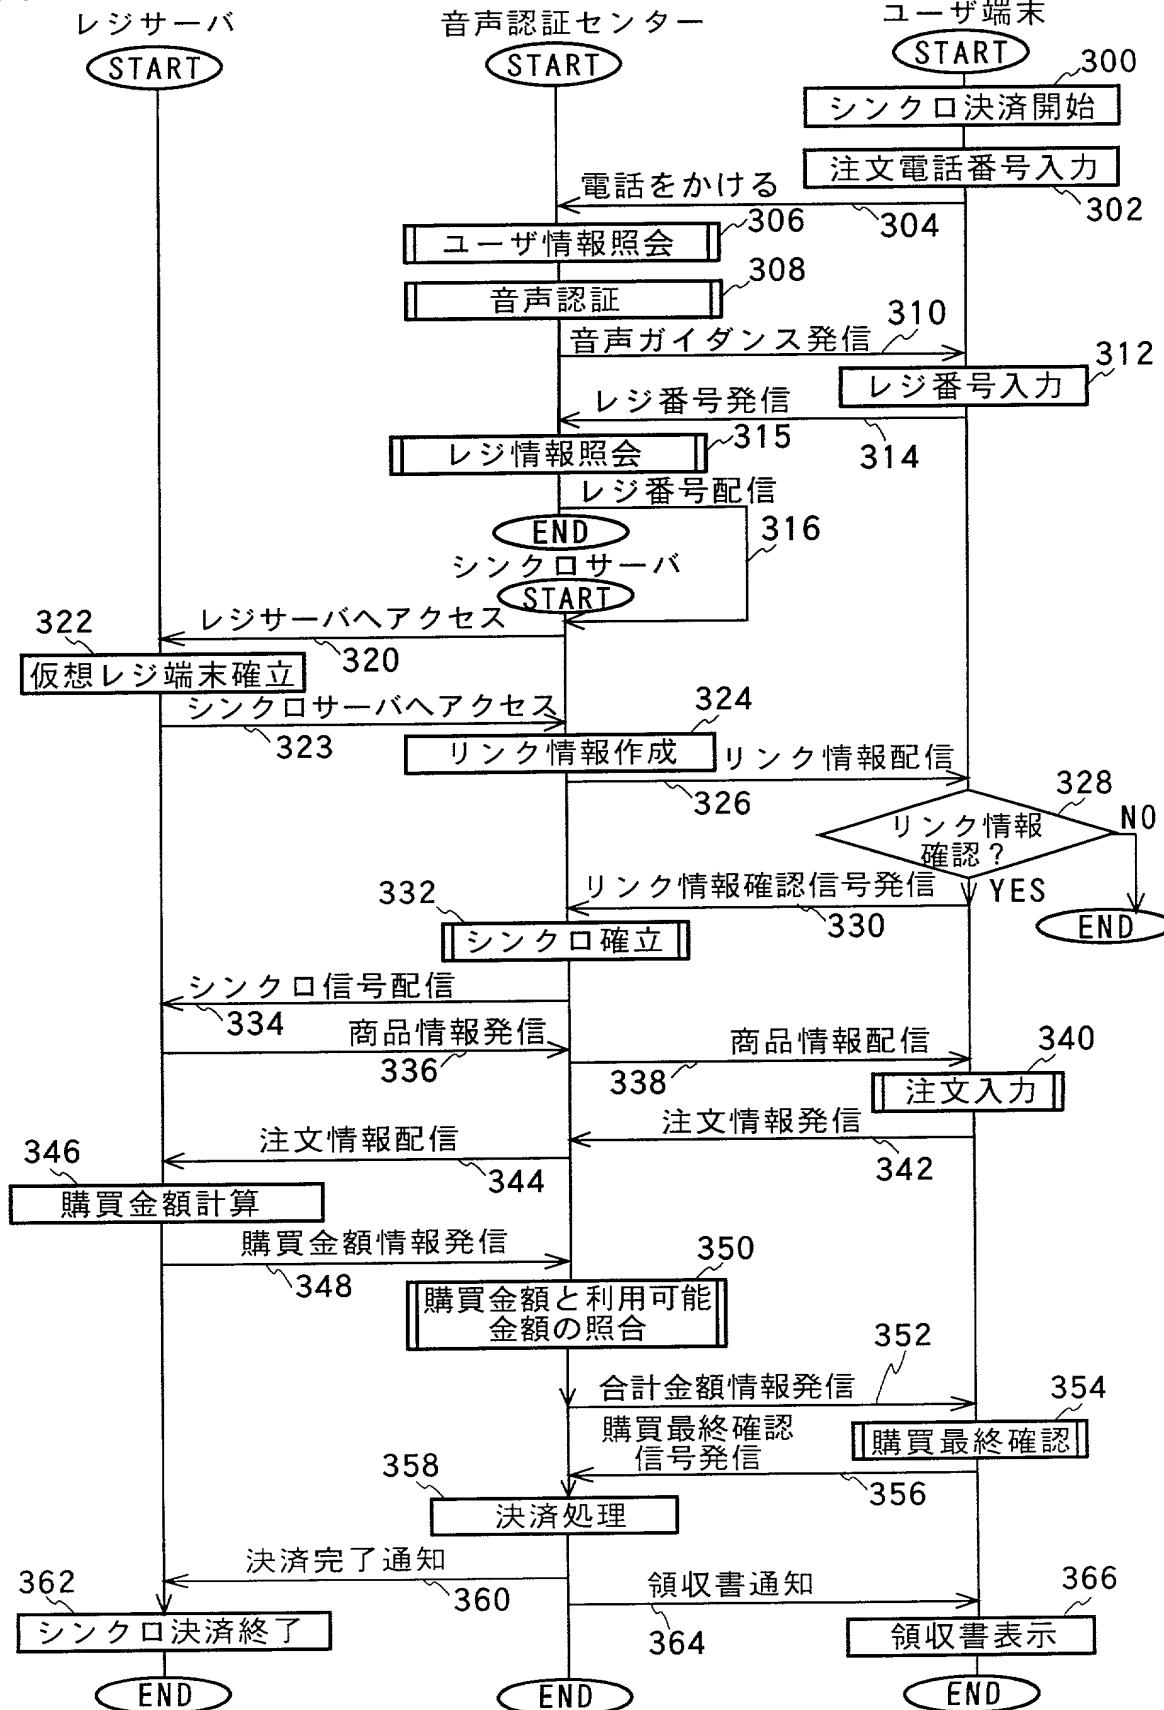 レジサーバ
音声認証センター
ユーザ端末
START
START
START
300
シンクロ決済開始
注文電話番号入力
302
電話をかける
304
306
ユーザ情報照会
308
音声認証
310
音声ガイダンス発信
312
レジ番号入力
レジ番号発信
314
315
レジ情報照会
レジ番号配信
316
END
シンクロサーバ
START
レジサーバへアクセス
320
322
仮想レジ端末確立
シンクロサーバへアクセス
323
324
リンク情報作成
リンク情報配信
326
328
リンク情報
確認?
NO
YES
END
リンク情報確認信号発信
330
332
シンクロ確立
シンクロ信号配信
334
商品情報発信
336
商品情報配信
338
340
注文入力
注文情報発信
342
注文情報配信
344
346
購買金額計算
購買金額情報発信
348
350
購買金額と利用可能
金額の照合
352
合計金額情報発信
354
購買最終確認
購買最終確認
信号発信
356
358
決済処理
決済完了通知
360
362
シンクロ決済終了
領収書通知
364
366
領収書表示
END
END
END